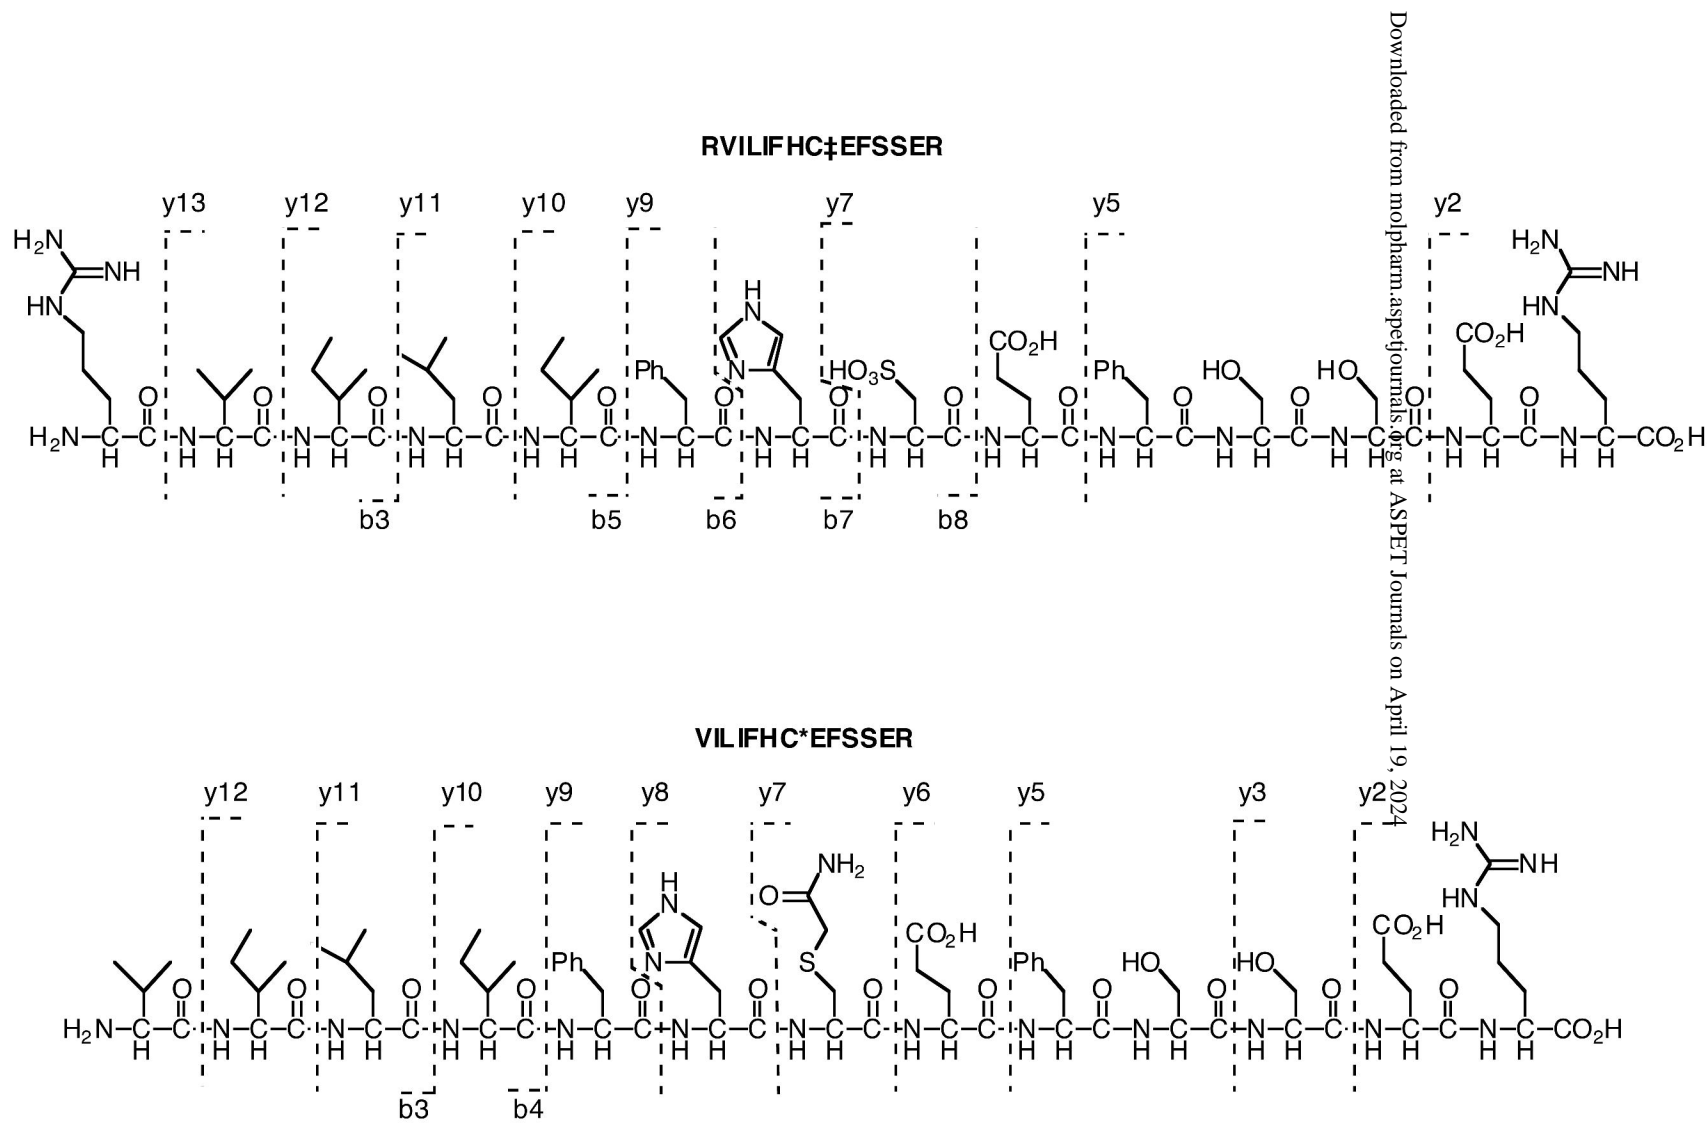 Downloaded from molpharm.aspetjournals.org at ASPET Journals on April 19, 2024
RVILIFHC‡EFSSER
y13 y12 y11 y10 y9 y7 y5 y2
H2N NH HN
H2N NH HN
H N N
HO3S
CO2H
Ph
Ph
HO HO
CO2H
O O O O O O O O O O O O O
H2N N N N N N N N N N N N N CO2H
H H H H H H H H H H H H H H H H H H H H H H H H H H H
b3 b5 b6 b7 b8
VILIFHC*EFSSER
y12 y11 y10 y9 y8 y7 y6 y5 y3 y2
H2N NH HN
H N N
O NH2
S
CO2H
Ph
Ph
HO HO
CO2H
O O O O O O O O O O O O
H2N N N N N N N N N N N N CO2H
H H H H H H H H H H H H H H H H H H H H H H H H H
b3 b4